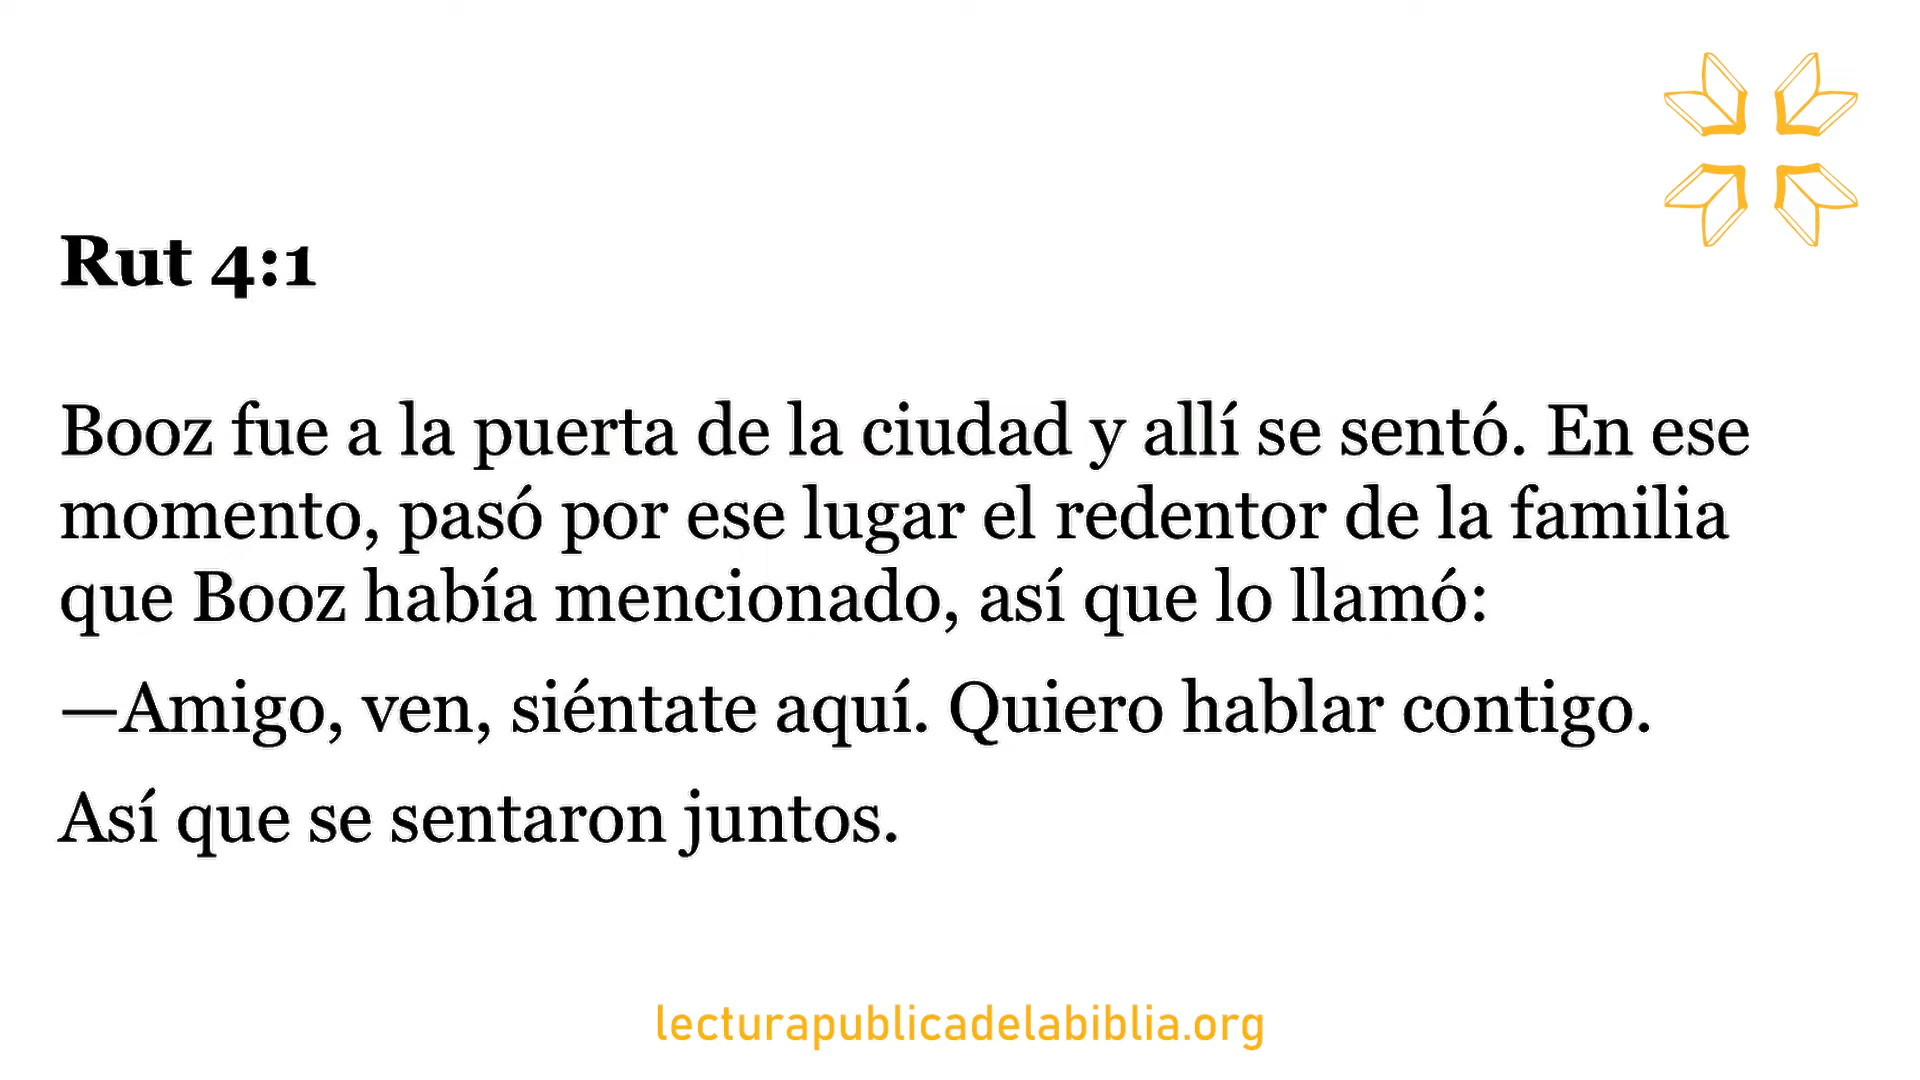 Rut 4:1
Booz fue a la puerta de la ciudad y allí se sentó. En ese
momento, pasó por ese lugar el redentor de la familia
que Booz había mencionado, así que lo llamó:
—Amigo, ven, siéntate aquí. Quiero hablar contigo.
Así que se sentaron juntos.
lecturapublicadelabiblia.org